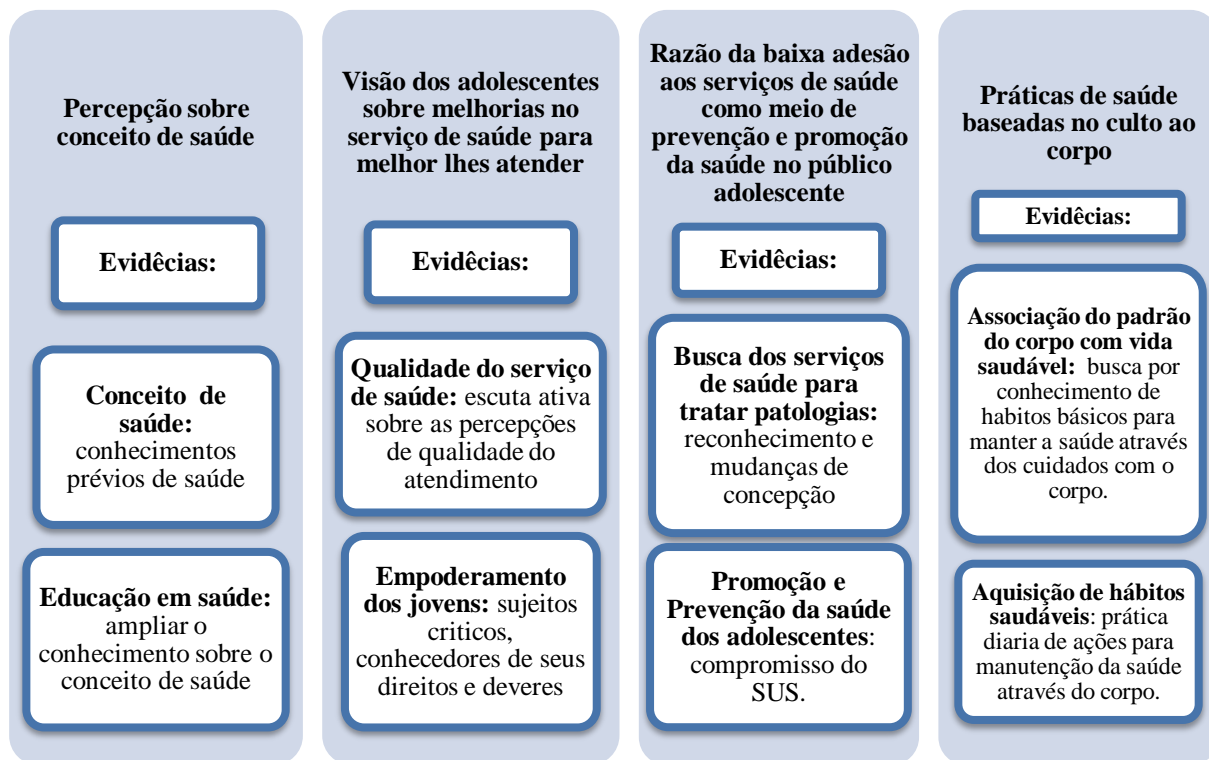 Percepção sobre
conceito de saúde
Evidêcias:
Conceito de
saúde:
conhecimentos
prévios de saúde
Educação em saúde:
ampliar o
conhecimento sobre o
conceito de saúde
Visão dos adolescentes
sobre melhorias no
serviço de saúde para
melhor lhes atender
Evidêcias:
Qualidade do serviço
de saúde: escuta ativa
sobre as percepções
de qualidade do
atendimento
Empoderamento
dos jovens: sujeitos
criticos,
conhecedores de seus
direitos e deveres
Razão da baixa adesão
aos serviços de saúde
como meio de
prevenção e promoção
da saúde no público
adolescente
Evidêcias:
Busca dos serviços
de saúde para
tratar patologias:
reconhecimento e
mudanças de
concepção
Promoção e
Prevenção da saúde
dos adolescentes:
compromisso do
SUS.
Práticas de saúde
baseadas no culto ao
corpo
Evidêcias:
Associação do padrão
do corpo com vida
saudável: busca por
conhecimento de
habitos básicos para
manter a saúde através
dos cuidados com o
corpo.
Aquisição de hábitos
saudáveis: prática
diaria de ações para
manutenção da saúde
através do corpo.